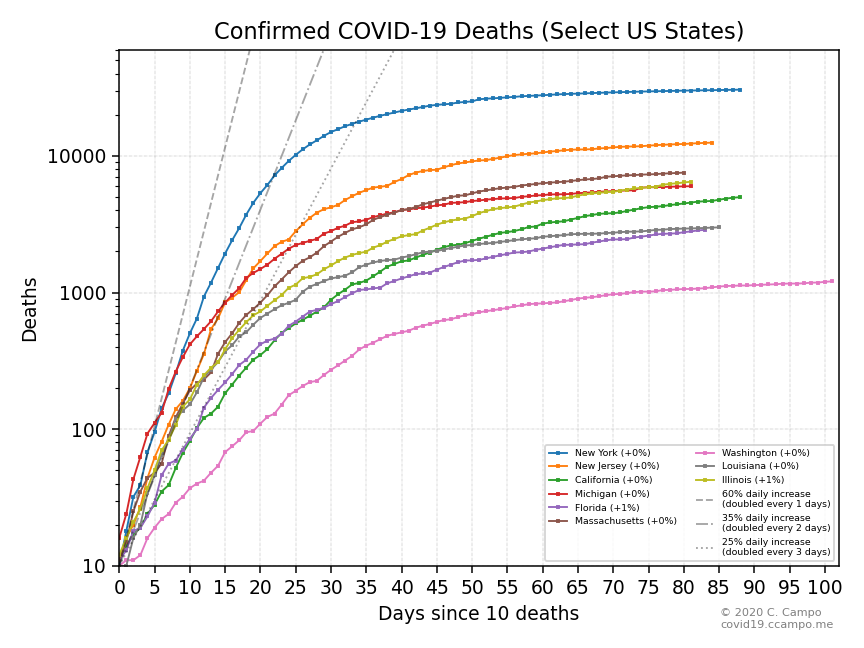 Confirmed COVID-19 Deaths (Select US States)
10000
1000
100
10
Deaths
0 5 10 15 20 25 30 35 40 45 50 55 60 65 70 75 80 85 90 95 100
Days since 10 deaths
New York (+0%)
New Jersey (+0%)
California (+0%)
Michigan (+0%)
Florida (+1%)
Massachusetts (+0%)
Washington (+0%)
Louisiana (+0%)
Illinois (+1%)
60% daily increase
(doubled every 1 days)
35% daily increase
(doubled every 2 days)
25% daily increase
(doubled every 3 days)
© 2020 C. Campo
covid19.ccampo.me